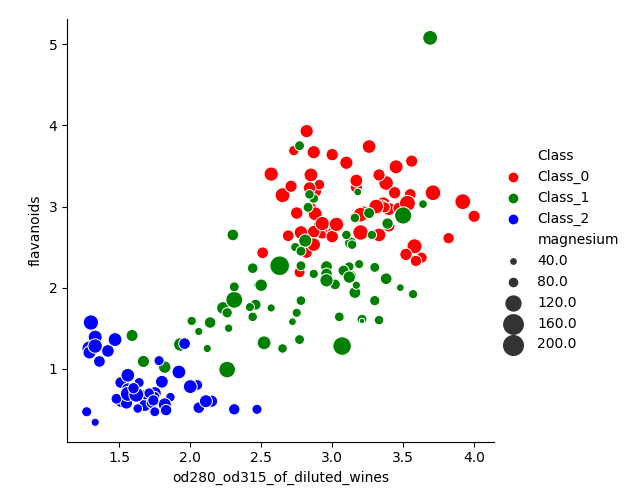 5
4
3
2
1
flavanoids
1.5 2.0 2.5 3.0 3.5 4.0
od280_od315_of_diluted_wines
Class
Class_0
Class_1
Class_2
magnesium
40.0
80.0
120.0
160.0
200.0